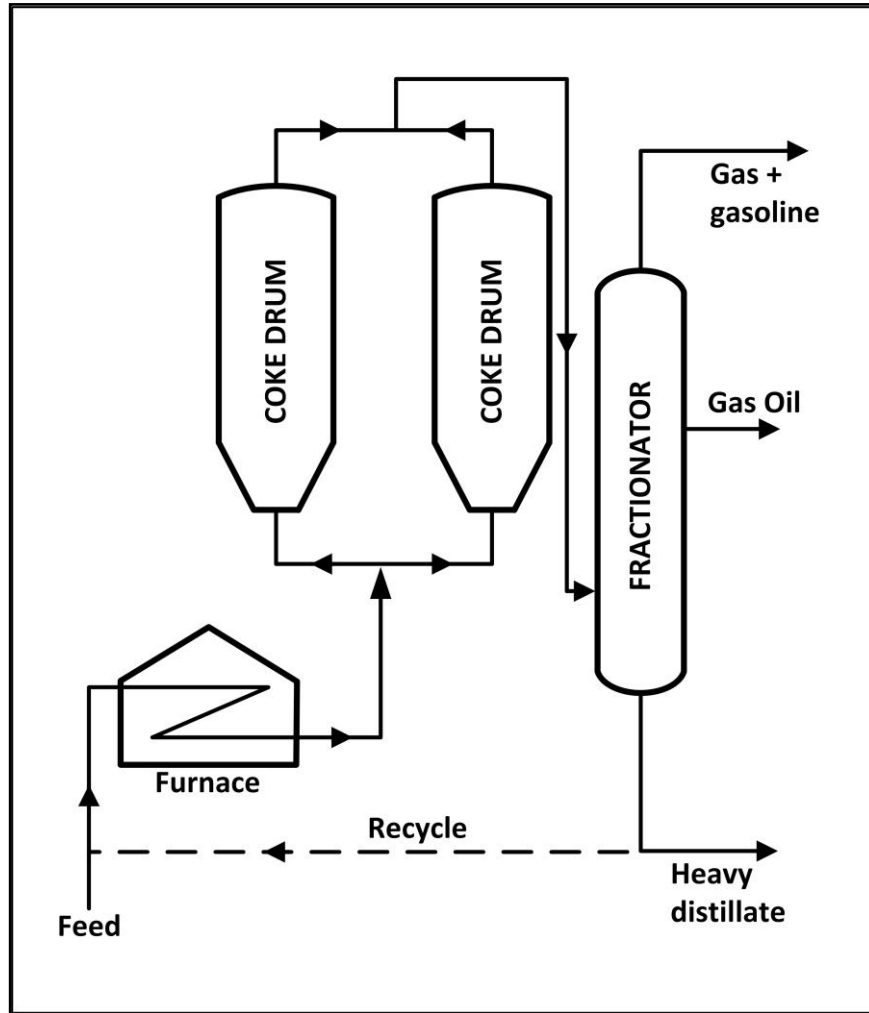 Gas +
gasoline
COKE DRUM
COKE DRUM
FRACTIONATOR
Gas Oil
Furnace
Recycle
Heavy
distillate
Feed